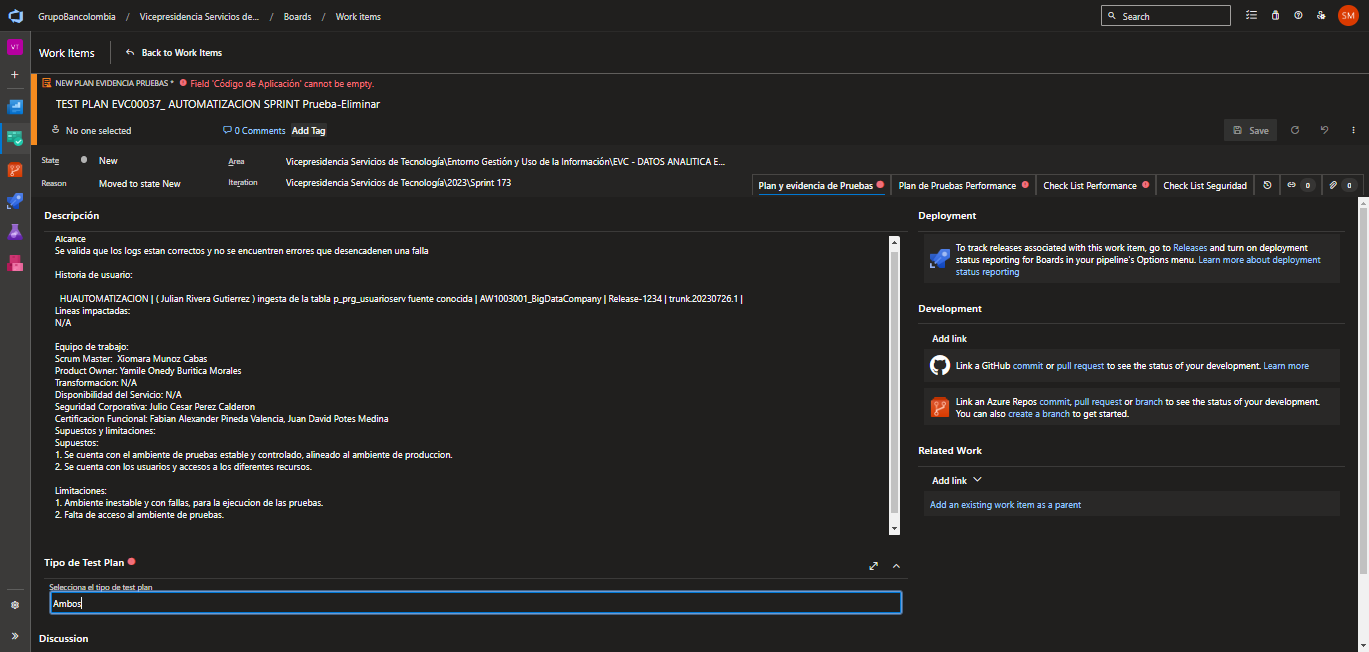 GrupoBancolombia / Vicepresidencia Servicios de... / Boards / Work items
Search
SM
VT
Work Items
Back to Work Items
NEW PLAN EVIDENCIA PRUEBAS * Field 'Código de Aplicación' cannot be empty.
TEST PLAN EVC00037_ AUTOMATIZACION SPRINT Prueba-Eliminar
No one selected
0 Comments
Add Tag
Save
State
New
Area
Vicepresidencia Servicios de Tecnología\Entorno Gestión y Uso de la Información\EVC - DATOS ANALITICA E...
Reason
Moved to state New
Iteration
Vicepresidencia Servicios de Tecnología\2023\Sprint 173
Plan y evidencia de Pruebas
Plan de Pruebas Performance
Check List Performance
Check List Seguridad
0
0
Descripción
Alcance
Se valida que los logs estan correctos y no se encuentren errores que desencadenen una falla
Historia de usuario:
HUAUTOMATIZACION | ( Julian Rivera Gutierrez ) ingesta de la tabla p_prg_usuarioserv fuente conocida | AW1003001_BigDataCompany | Release-1234 | trunk.20230726.1 |
Lineas impactadas:
N/A
Equipo de trabajo:
Scrum Master: Xiomara Munoz Cabas
Product Owner: Yamile Onedy Buritica Morales
Transformacion: N/A
Disponibilidad del Servicio: N/A
Seguridad Corporativa: Julio Cesar Perez Calderon
Certificacion Funcional: Fabian Alexander Pineda Valencia, Juan David Potes Medina
Supuestos y limitaciones:
Supuestos:
1. Se cuenta con el ambiente de pruebas estable y controlado, alineado al ambiente de produccion.
2. Se cuenta con los usuarios y accesos a los diferentes recursos.
Limitaciones:
1. Ambiente inestable y con fallas, para la ejecucion de las pruebas.
2. Falta de acceso al ambiente de pruebas.
Tipo de Test Plan
Selecciona el tipo de test plan
Ambos
Discussion
Deployment
To track releases associated with this work item, go to Releases and turn on deployment
status reporting for Boards in your pipeline's Options menu. Learn more about deployment
status reporting
Development
Add link
Link a GitHub commit or pull request to see the status of your development. Learn more
Link an Azure Repos commit, pull request or branch to see the status of your development.
You can also create a branch to get started.
Related Work
Add link
Add an existing work item as a parent